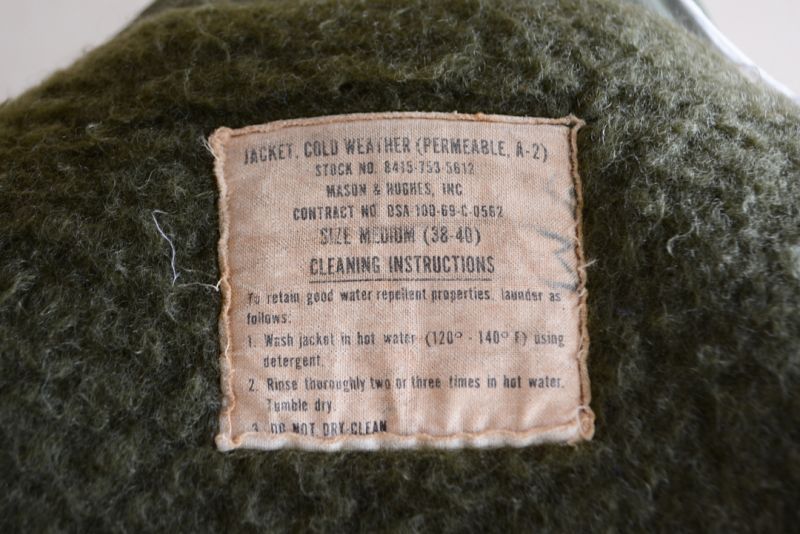 JACKET, COLD WEATHER (PERMEABLE, A-2)
STOCK NO. 8415-753-5612
MASON & HUGHES, INC
CONTRACT NO. DSA-100-69-C-0562
SIZE MEDIUM (38-40)
CLEANING INSTRUCTIONS
To retain good water repellent properties, launder as
follows:
1. Wash jacket in hot water (120° - 140° F) using
detergent.
2. Rinse thoroughly two or three times in hot water.
Tumble dry.
3. DO NOT DRY CLEAN